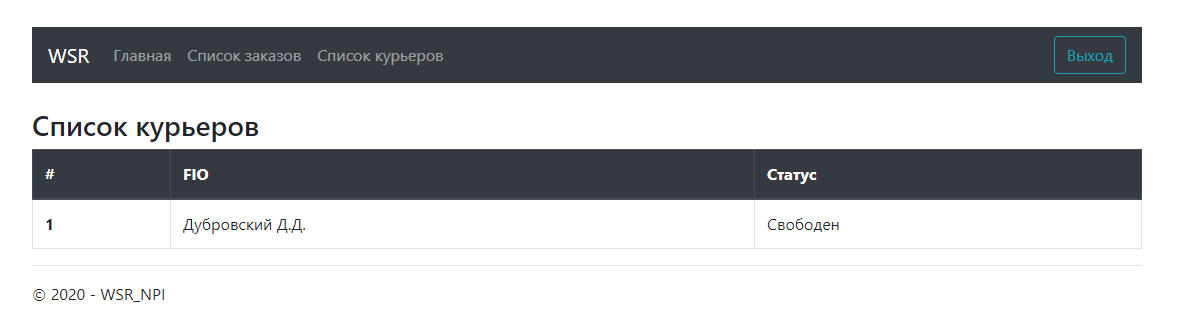 WSR Главная Список заказов Список курьеров Выход
Список курьеров
# FIO Статус
1 Дубровский Д.Д. Свободен
© 2020 - WSR_NPI